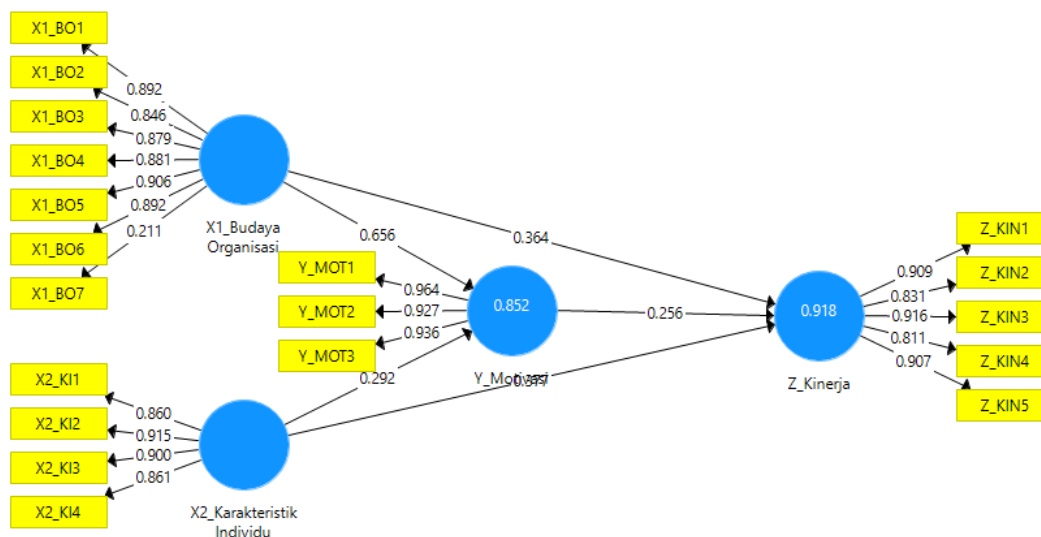 X1_BO1
X1_BO2
X1_BO3
X1_BO4
X1_BO5
X1_BO6
X1_BO7
0.892
0.846
0.879
0.881
0.906
0.892
0.211
X1_Budaya
Organisasi
0.656
0.364
Y_MOT1
Y_MOT2
Y_MOT3
0.964
0.927
0.936
0.852
0.256
0.918
0.292
Z_Kinerja
Z_KIN1
Z_KIN2
Z_KIN3
Z_KIN4
Z_KIN5
0.909
0.831
0.916
0.811
0.907
X2_KI1
X2_KI2
X2_KI3
X2_KI4
0.860
0.915
0.900
0.861
X2_Karakteristik
Individu